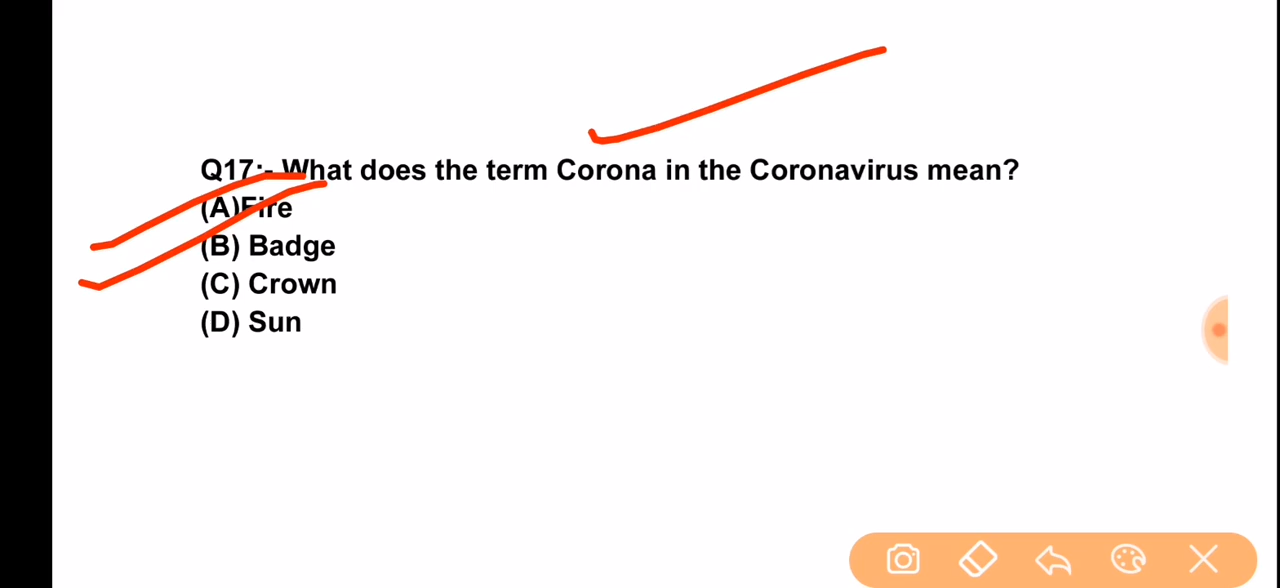 Q17:- What does the term Corona in the Coronavirus mean?
(A)Fire
(B) Badge
(C) Crown
(D) Sun